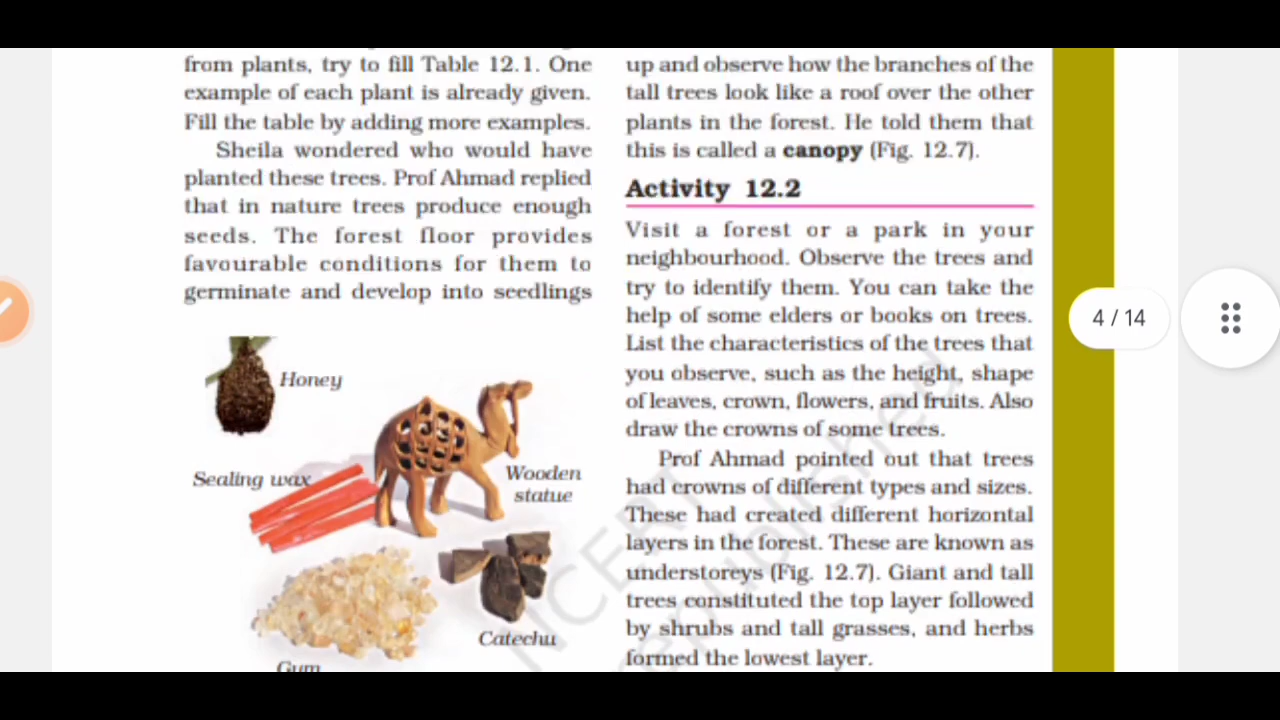 from plants, try to fill Table 12.1. One
example of each plant is already given.
Fill the table by adding more examples.
Sheila wondered who would have
planted these trees. Prof Ahmad replied
that in nature trees produce enough
seeds. The forest floor provides
favourable conditions for them to
germinate and develop into seedlings
Honey
Sealing wax
Wooden
statue
Catechu
Gum
up and observe how the branches of the
tall trees look like a roof over the other
plants in the forest. He told them that
this is called a canopy (Fig. 12.7).
Activity 12.2
Visit a forest or a park in your
neighbourhood. Observe the trees and
try to identify them. You can take the
help of some elders or books on trees.
List the characteristics of the trees that
you observe, such as the height, shape
of leaves, crown, flowers, and fruits. Also
draw the crowns of some trees.
Prof Ahmad pointed out that trees
had crowns of different types and sizes.
These had created different horizontal
layers in the forest. These are known as
understoreys (Fig. 12.7). Giant and tall
trees constituted the top layer followed
by shrubs and tall grasses, and herbs
formed the lowest layer.
4 / 14
NCERT
republished